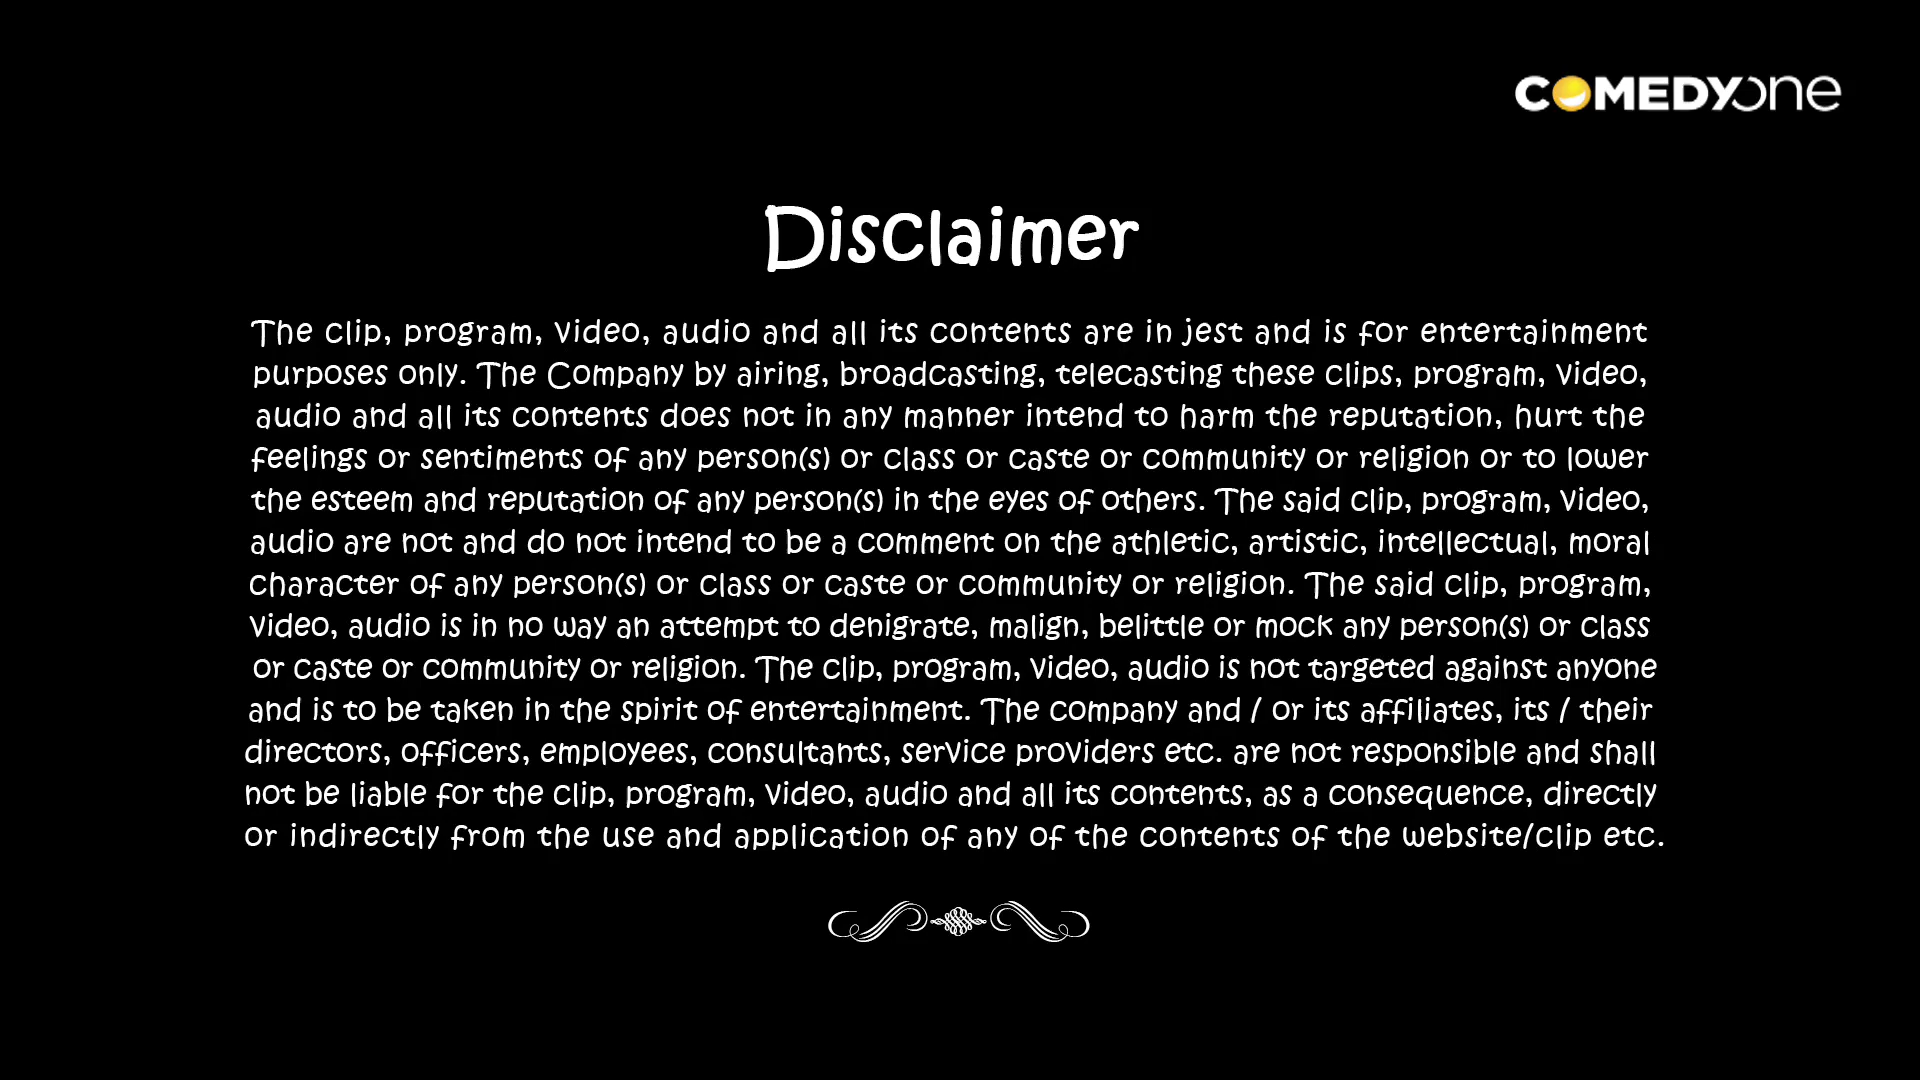 COMEDYONE
Disclaimer
The clip, program, video, audio and all its contents are in jest and is for entertainment
purposes only. The Company by airing, broadcasting, telecasting these clips, program, video,
audio and all its contents does not in any manner intend to harm the reputation, hurt the
feelings or sentiments of any person(s) or class or caste or community or religion or to lower
the esteem and reputation of any person(s) in the eyes of others. The said clip, program, video,
audio are not and do not intend to be a comment on the athletic, artistic, intellectual, moral
character of any person(s) or class or caste or community or religion. The said clip, program,
video, audio is in no way an attempt to denigrate, malign, belittle or mock any person(s) or class
or caste or community or religion. The clip, program, video, audio is not targeted against anyone
and is to be taken in the spirit of entertainment. The company and / or its affiliates, its / their
directors, officers, employees, consultants, service providers etc. are not responsible and shall
not be liable for the clip, program, video, audio and all its contents, as a consequence, directly
or indirectly from the use and application of any of the contents of the website/clip etc.